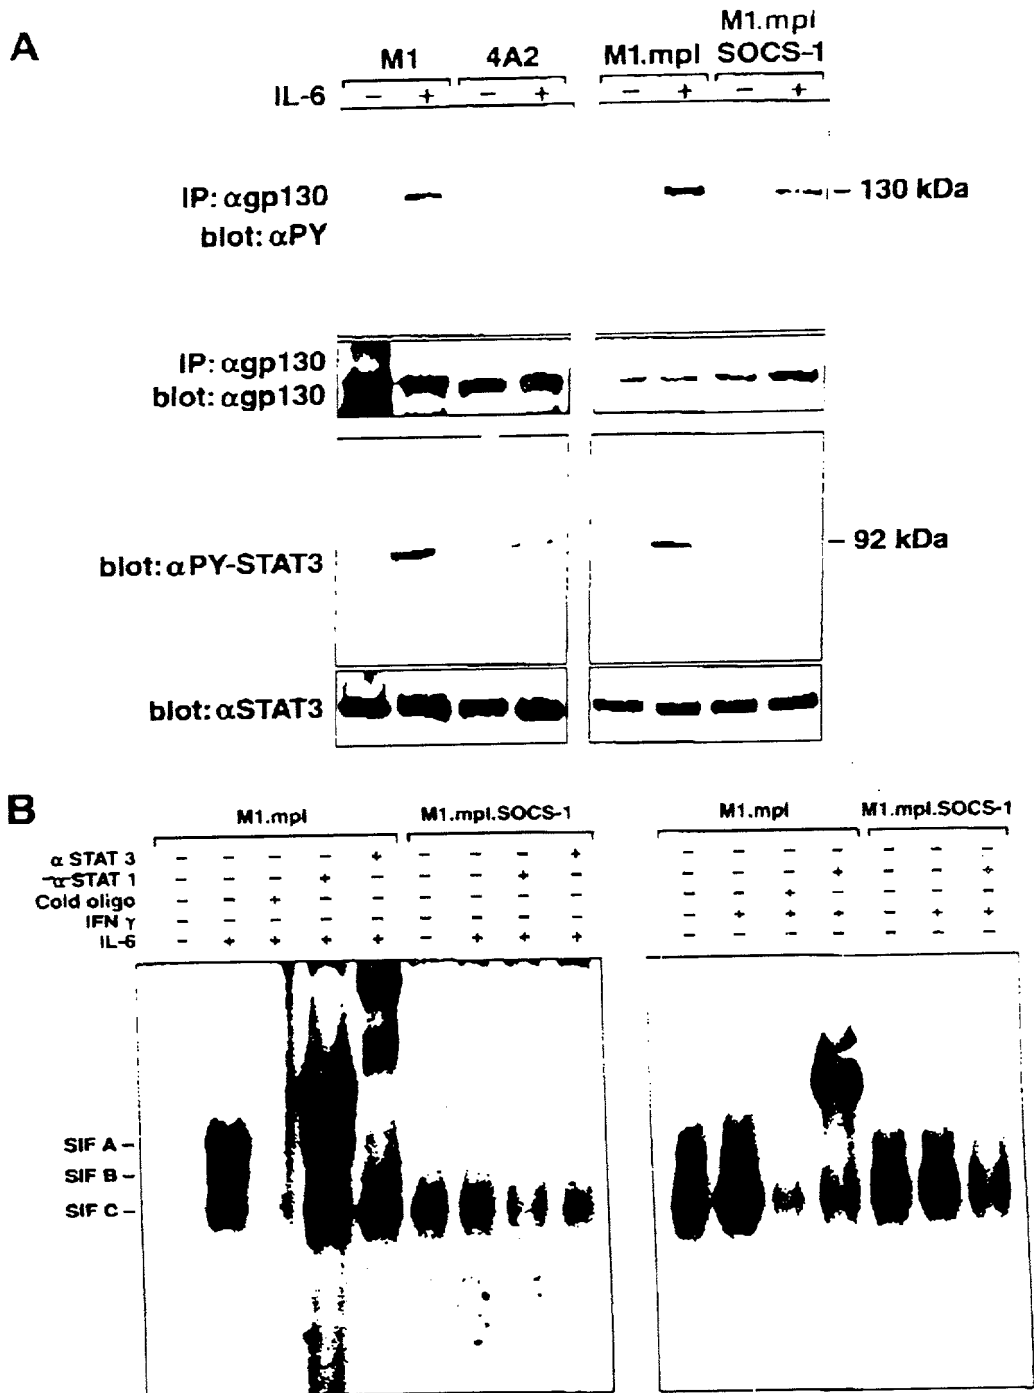 A
M1 4A2 M1.mpl M1.mpl SOCS-1
IL-6 – + – + – + – +
IP: αgp130
blot: αPY
– 130 kDa
IP: αgp130
blot: αgp130
blot: αPY-STAT3
– 92 kDa
blot: αSTAT3
B
M1.mpl M1.mpl.SOCS-1 M1.mpl M1.mpl.SOCS-1
α STAT 3 – – – – + – – – + – – – – – – –
α STAT 1 – – – + – – – + – – – – + – – +
Cold oligo – – + – – – – – – – – + – – – –
IFN γ – – – – – – – – – – + + + – + +
IL-6 – + + + + – + + + – – – – – – –
SIF A –
SIF B –
SIF C –